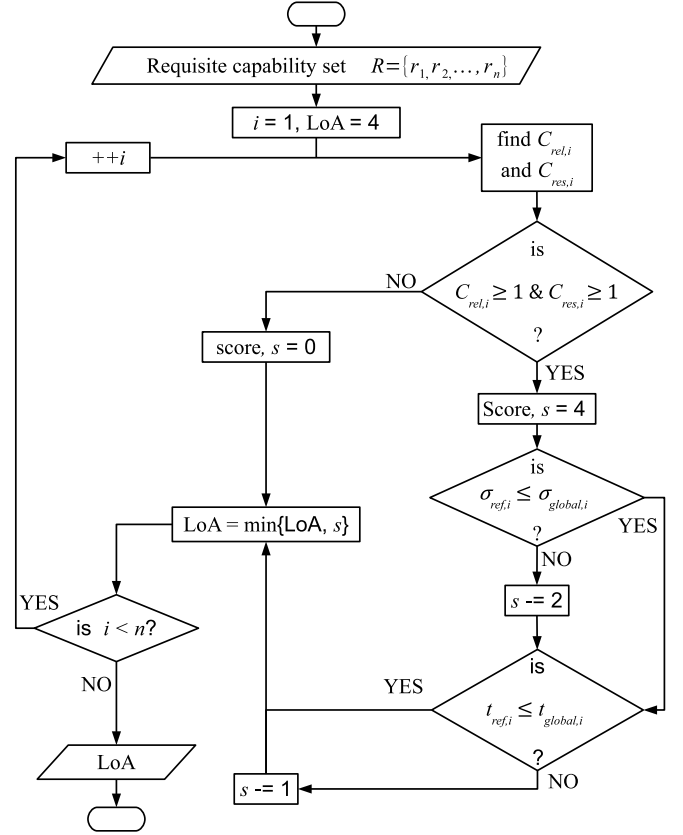 Requisite capability set R={r1,r2,…,rn}
i = 1, LoA = 4
++i
find Crel,i
and Cres,i
is
Crel,i ≥ 1 & Cres,i ≥ 1
?
NO
YES
score, s = 0
Score, s = 4
is
σref,i ≤ σglobal,i
?
YES
NO
LoA = min{LoA, s}
s -= 2
YES
is i < n?
NO
is
tref,i ≤ tglobal,i
?
YES
NO
s -= 1
LoA